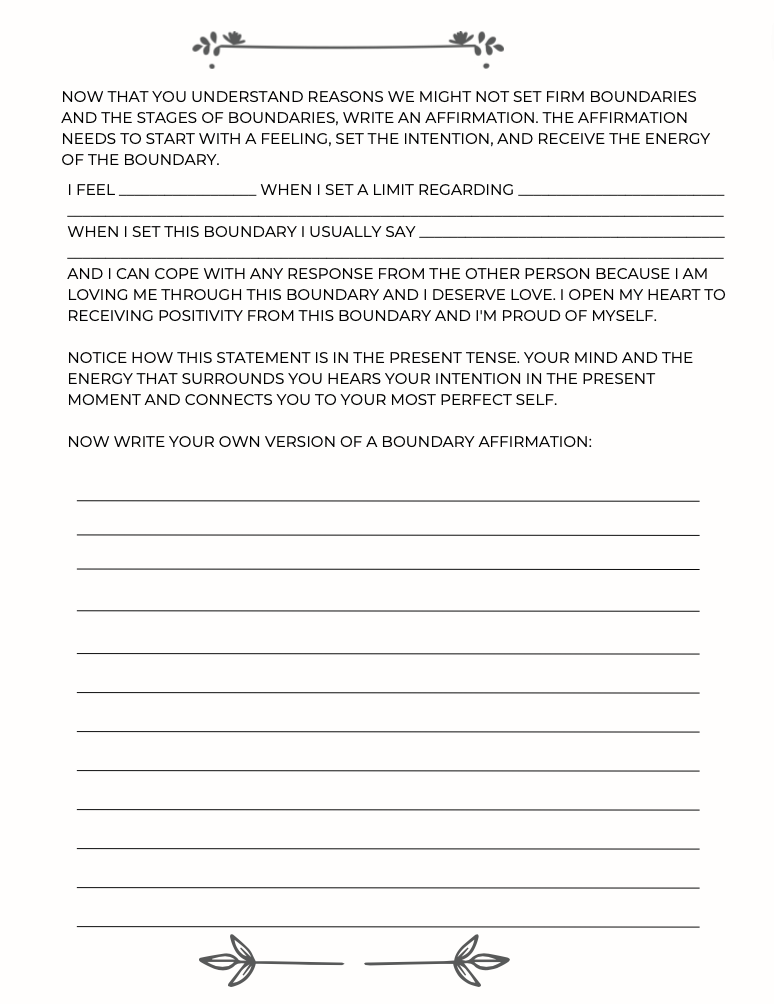 NOW THAT YOU UNDERSTAND REASONS WE MIGHT NOT SET FIRM BOUNDARIES
AND THE STAGES OF BOUNDARIES, WRITE AN AFFIRMATION. THE AFFIRMATION
NEEDS TO START WITH A FEELING, SET THE INTENTION, AND RECEIVE THE ENERGY
OF THE BOUNDARY.
I FEEL _________________ WHEN I SET A LIMIT REGARDING __________________________
__________________________________________________________________________________
WHEN I SET THIS BOUNDARY I USUALLY SAY ______________________________________
__________________________________________________________________________________
AND I CAN COPE WITH ANY RESPONSE FROM THE OTHER PERSON BECAUSE I AM
LOVING ME THROUGH THIS BOUNDARY AND I DESERVE LOVE. I OPEN MY HEART TO
RECEIVING POSITIVITY FROM THIS BOUNDARY AND I'M PROUD OF MYSELF.
NOTICE HOW THIS STATEMENT IS IN THE PRESENT TENSE. YOUR MIND AND THE
ENERGY THAT SURROUNDS YOU HEARS YOUR INTENTION IN THE PRESENT
MOMENT AND CONNECTS YOU TO YOUR MOST PERFECT SELF.
NOW WRITE YOUR OWN VERSION OF A BOUNDARY AFFIRMATION: